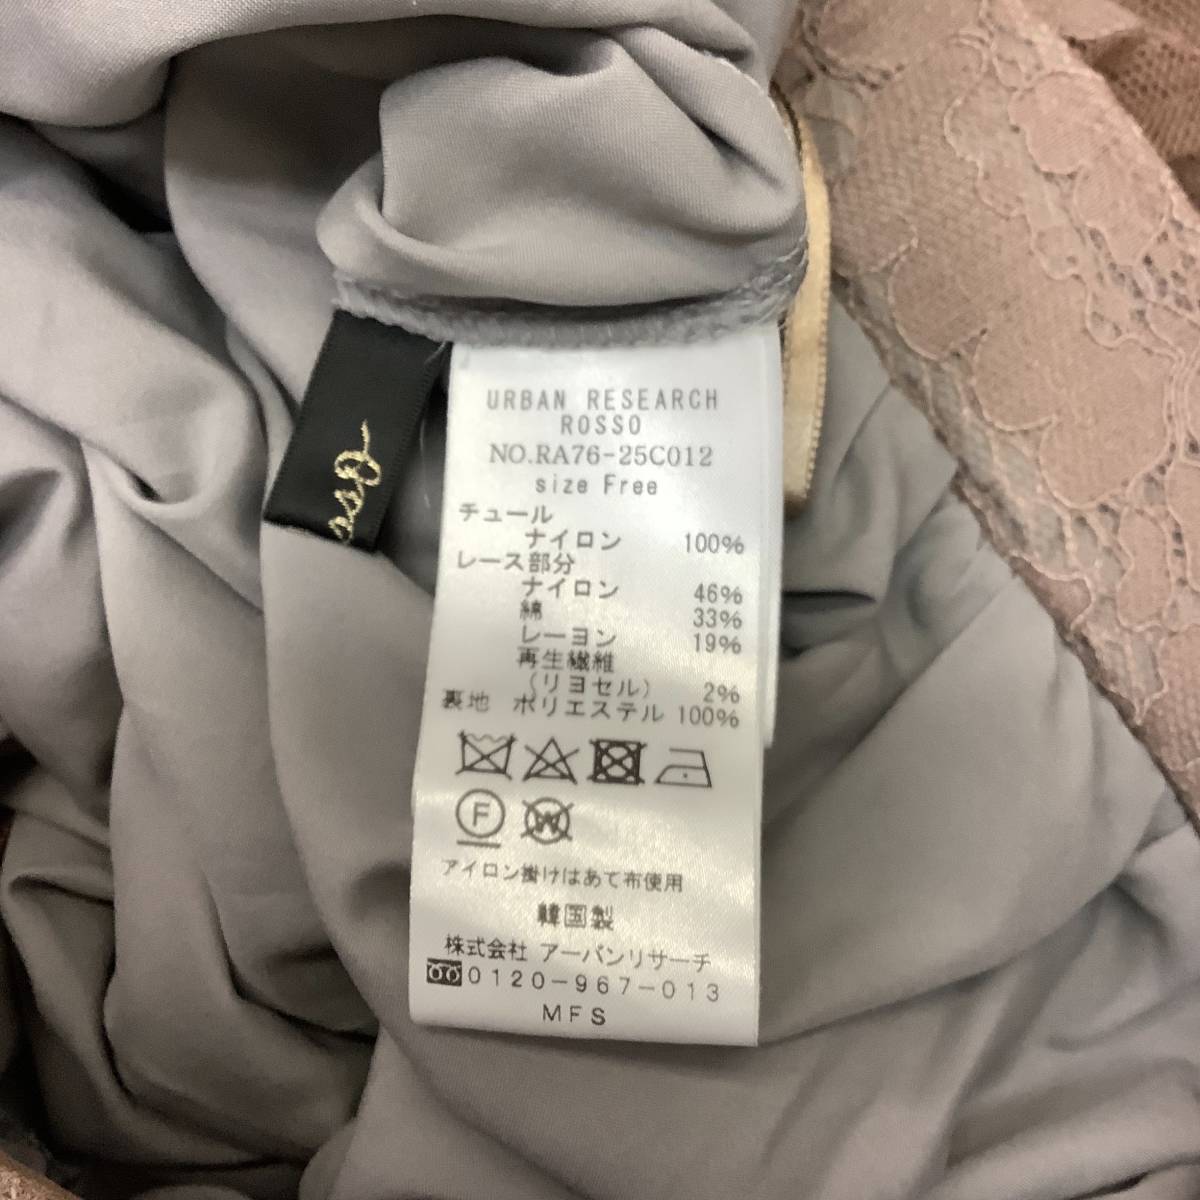 URBAN RESEARCH
ROSSO
NO.RA76-25C012
size Free
チュール
ナイロン 100%
レース部分
ナイロン 46%
綿 33%
レーヨン 19%
再生繊維
(リヨセル) 2%
裏地 ポリエステル 100%
F
W
アイロン掛けはあて布使用
韓国製
株式会社 アーバンリサーチ
0120-967-013
MFS